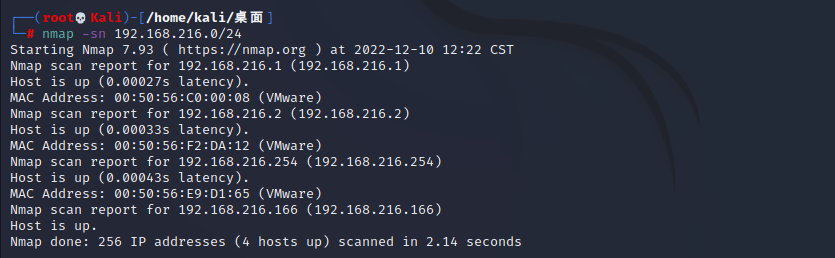 ┌──(root💀Kali)-[/home/kali/桌面]
└─# nmap -sn 192.168.216.0/24
Starting Nmap 7.93 ( https://nmap.org ) at 2022-12-10 12:22 CST
Nmap scan report for 192.168.216.1 (192.168.216.1)
Host is up (0.00027s latency).
MAC Address: 00:50:56:C0:00:08 (VMware)
Nmap scan report for 192.168.216.2 (192.168.216.2)
Host is up (0.00033s latency).
MAC Address: 00:50:56:F2:DA:12 (VMware)
Nmap scan report for 192.168.216.254 (192.168.216.254)
Host is up (0.00043s latency).
MAC Address: 00:50:56:E9:D1:65 (VMware)
Nmap scan report for 192.168.216.166 (192.168.216.166)
Host is up.
Nmap done: 256 IP addresses (4 hosts up) scanned in 2.14 seconds